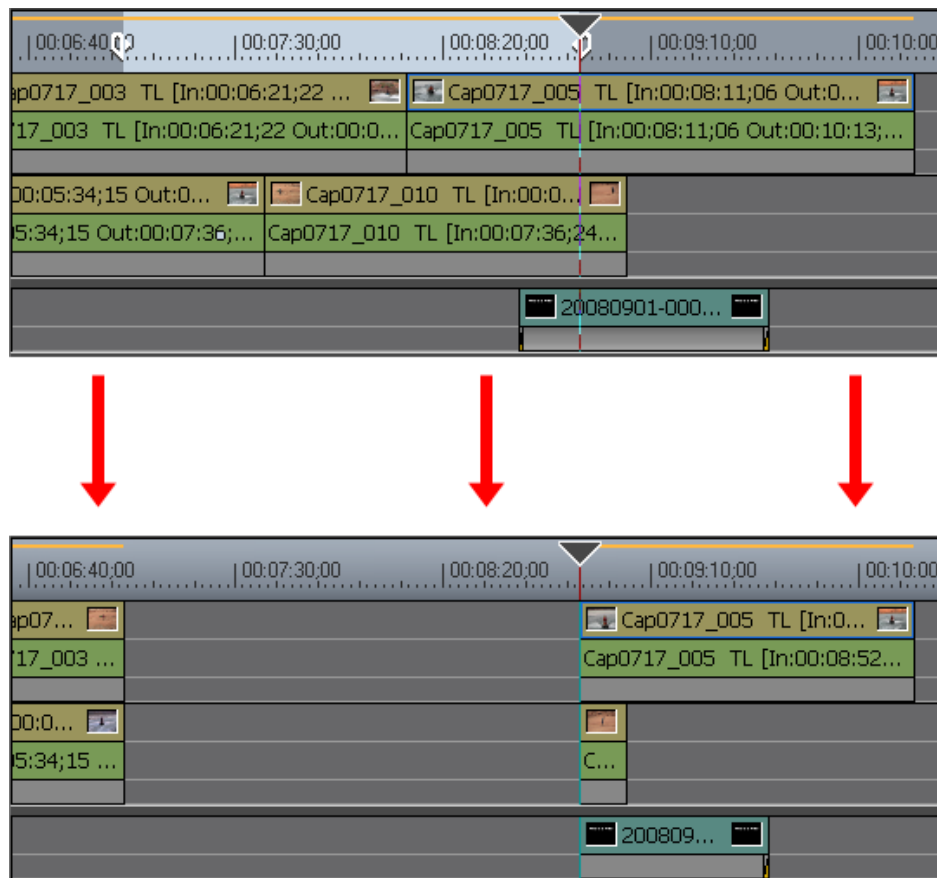 00:06:40;00 00:07:30;00 00:08:20;00 00:09:10;00 00:10:00
ap0717_003 TL [In:00:06:21;22 ... Cap0717_005 TL [In:00:08:11;06 Out:0...
'17_003 TL [In:00:06:21;22 Out:00:0... Cap0717_005 TL [In:00:08:11;06 Out:00:10:13;...
00:05:34;15 Out:0... Cap0717_010 TL [In:00:0...
05:34;15 Out:00:07:36;... Cap0717_010 TL [In:00:07:36;24...
20080901-000...
00:06:40;00 00:07:30;00 00:08:20;00 00:09:10;00 00:10:00
ap07... Cap0717_005 TL [In:0...
'17_003 ... Cap0717_005 TL [In:00:08:52...
00:0...
05:34;15 ... C...
200809...